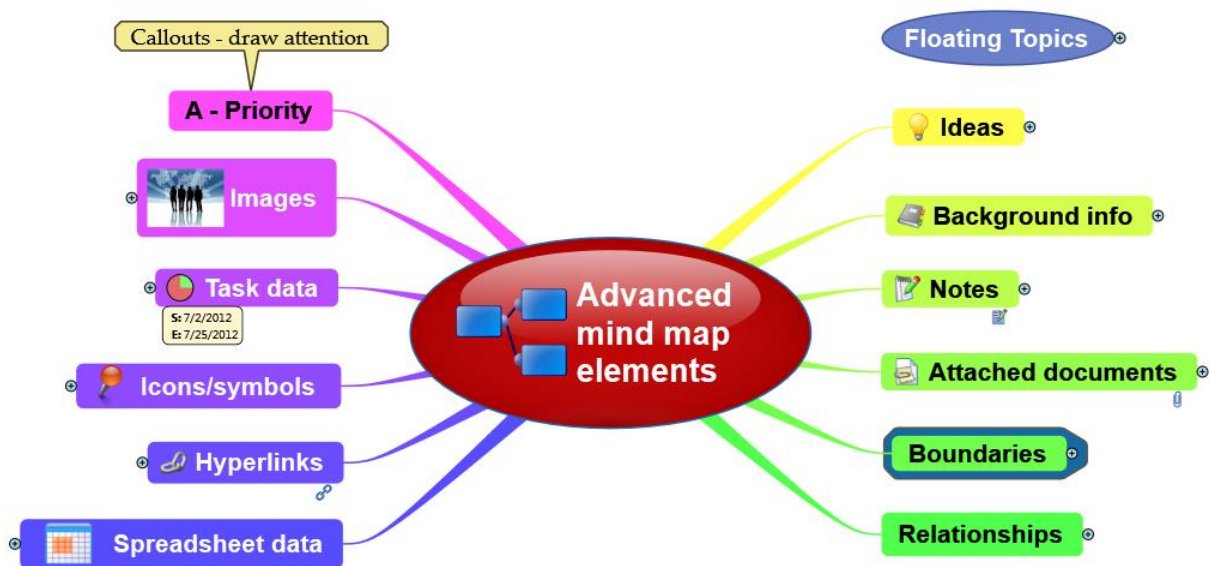 Callouts - draw attention
A - Priority
Images
Task data
S: 7/2/2012
E: 7/25/2012
Icons/symbols
Hyperlinks
Spreadsheet data
Advanced
mind map
elements
Floating Topics
Ideas
Background info
Notes
Attached documents
Boundaries
Relationships